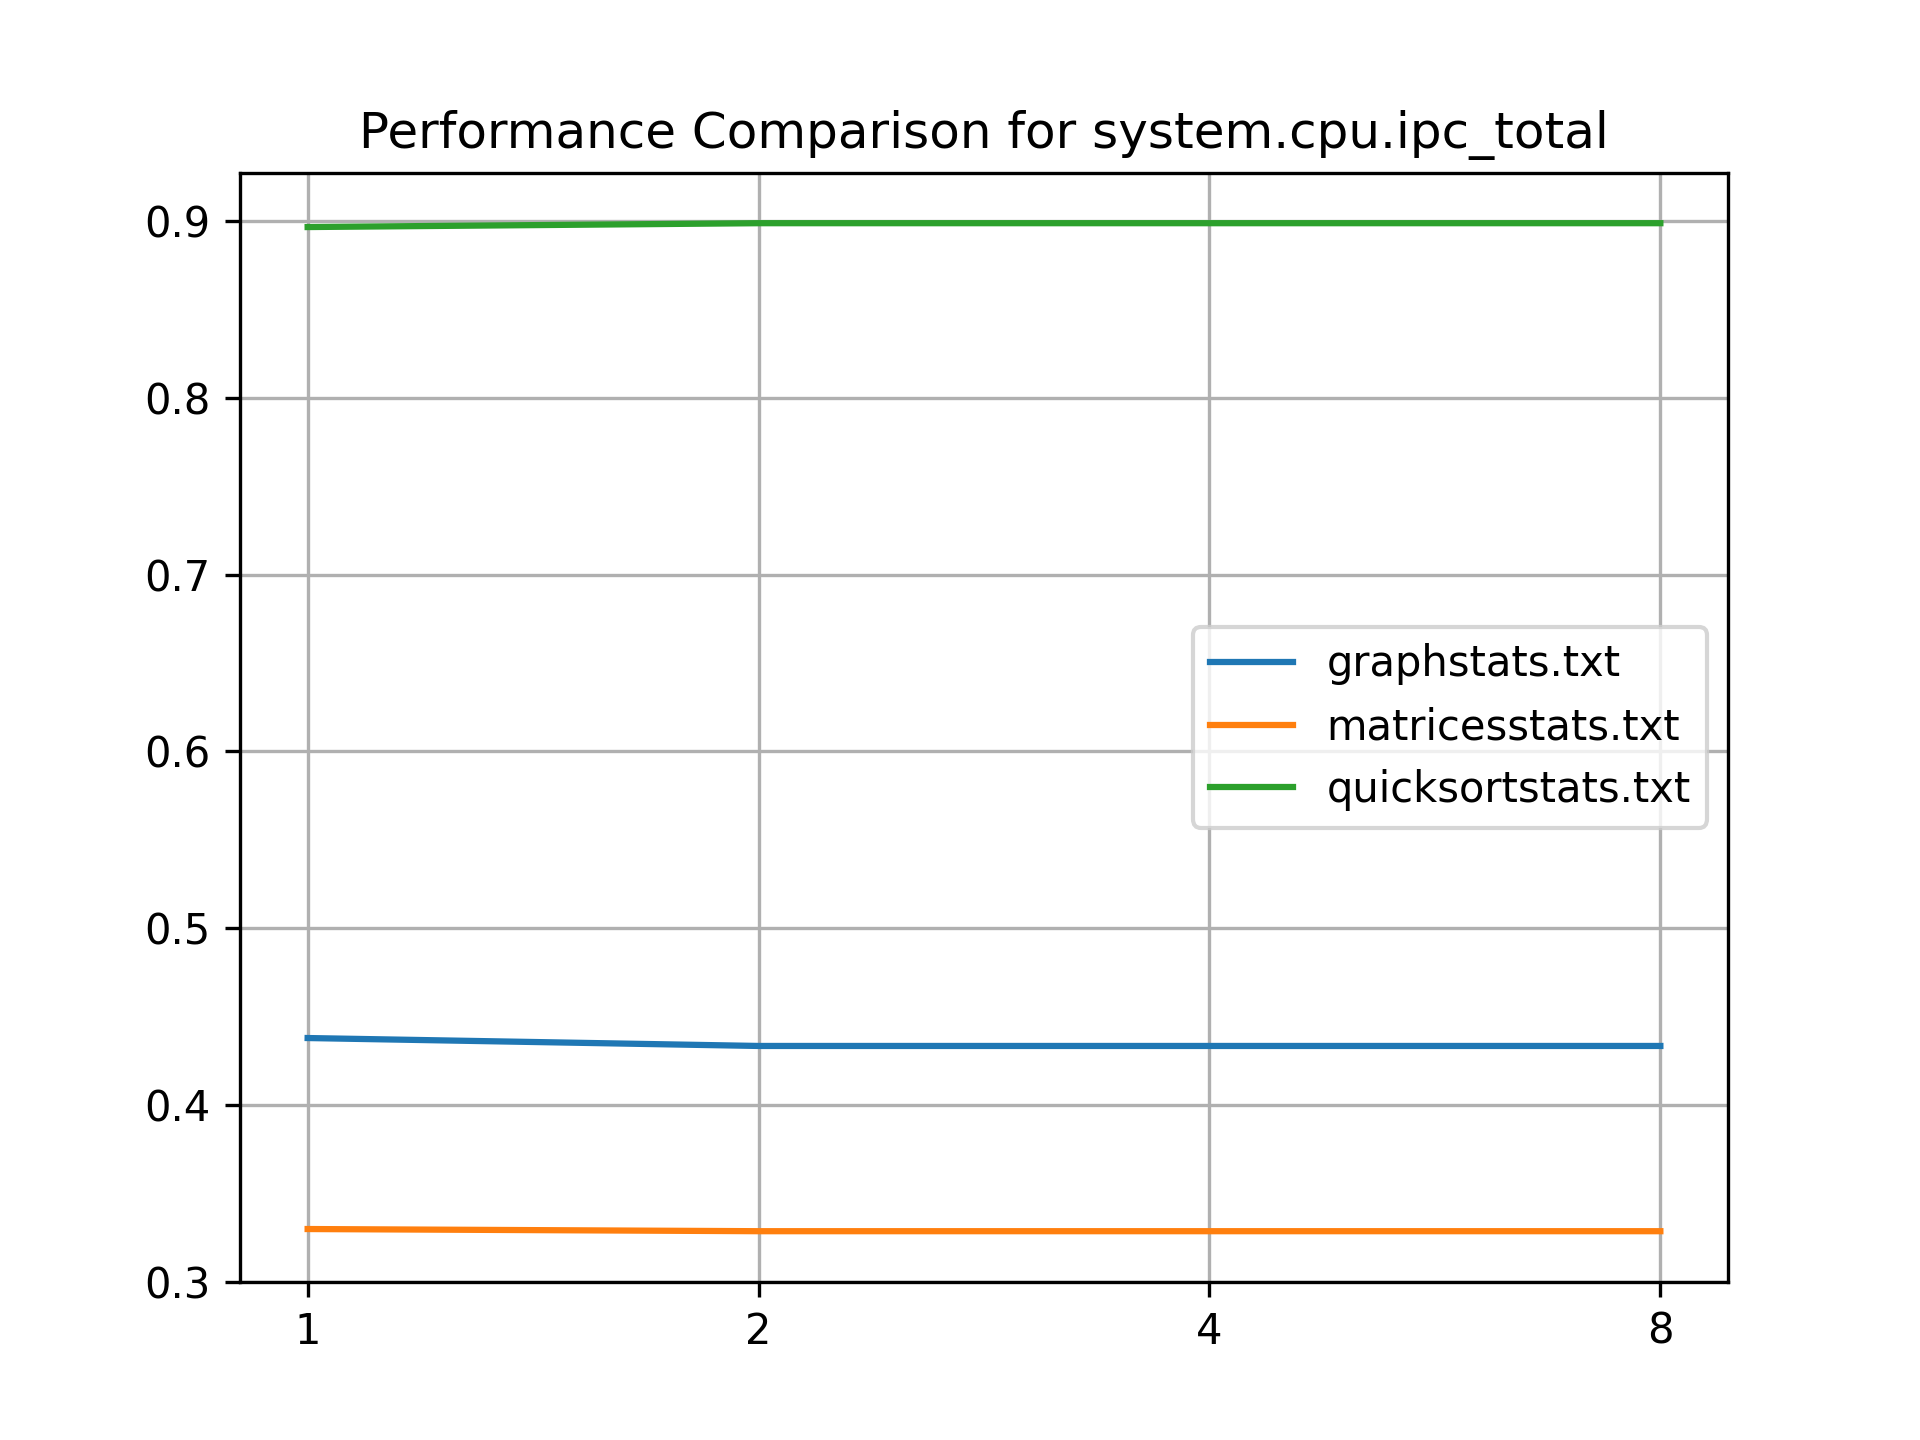 Performance Comparison for system.cpu.ipc_total
0.9
0.8
0.7
0.6
0.5
0.4
0.3
graphstats.txt
matricesstats.txt
quicksortstats.txt
1 2 4 8